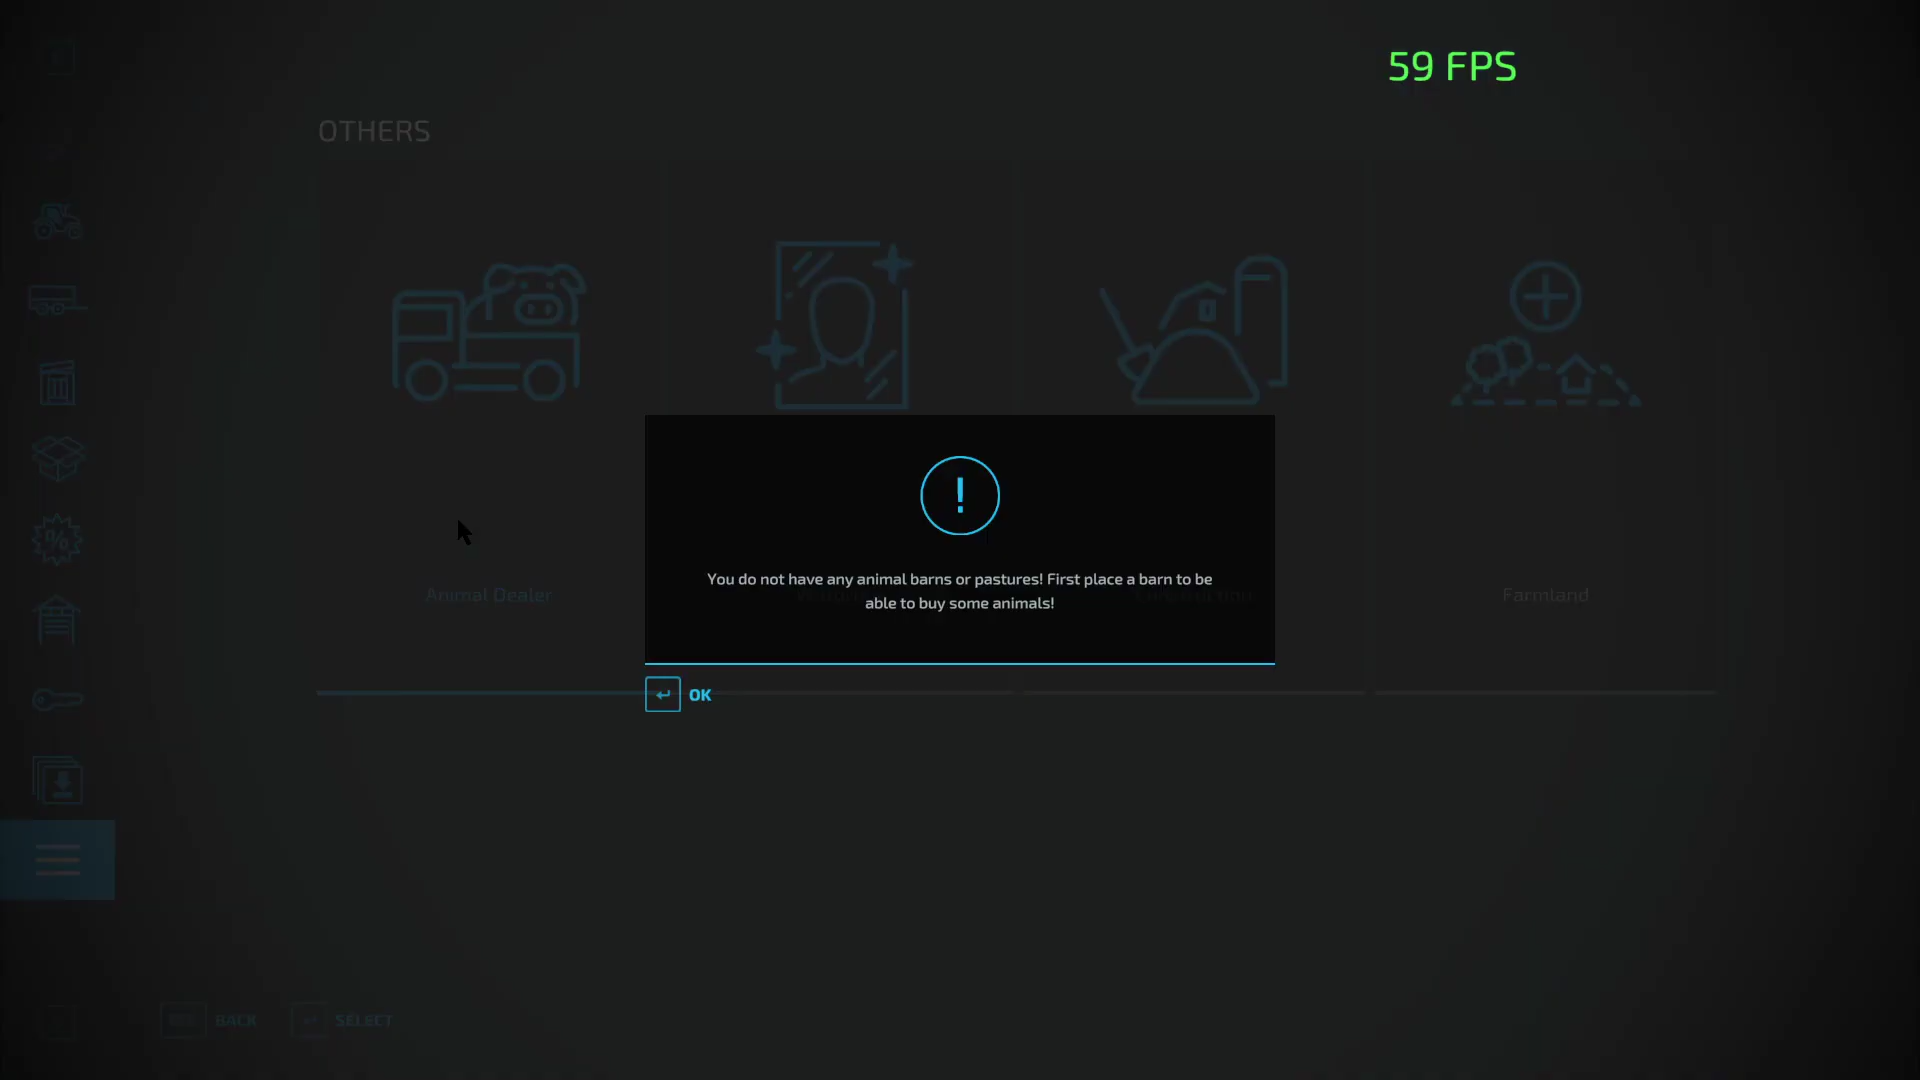 59 FPS
OTHERS
You do not have any animal barns or pastures! First place a barn to be
able to buy some animals!
Animal Dealer
Farmland
OK
BACK
SELECT